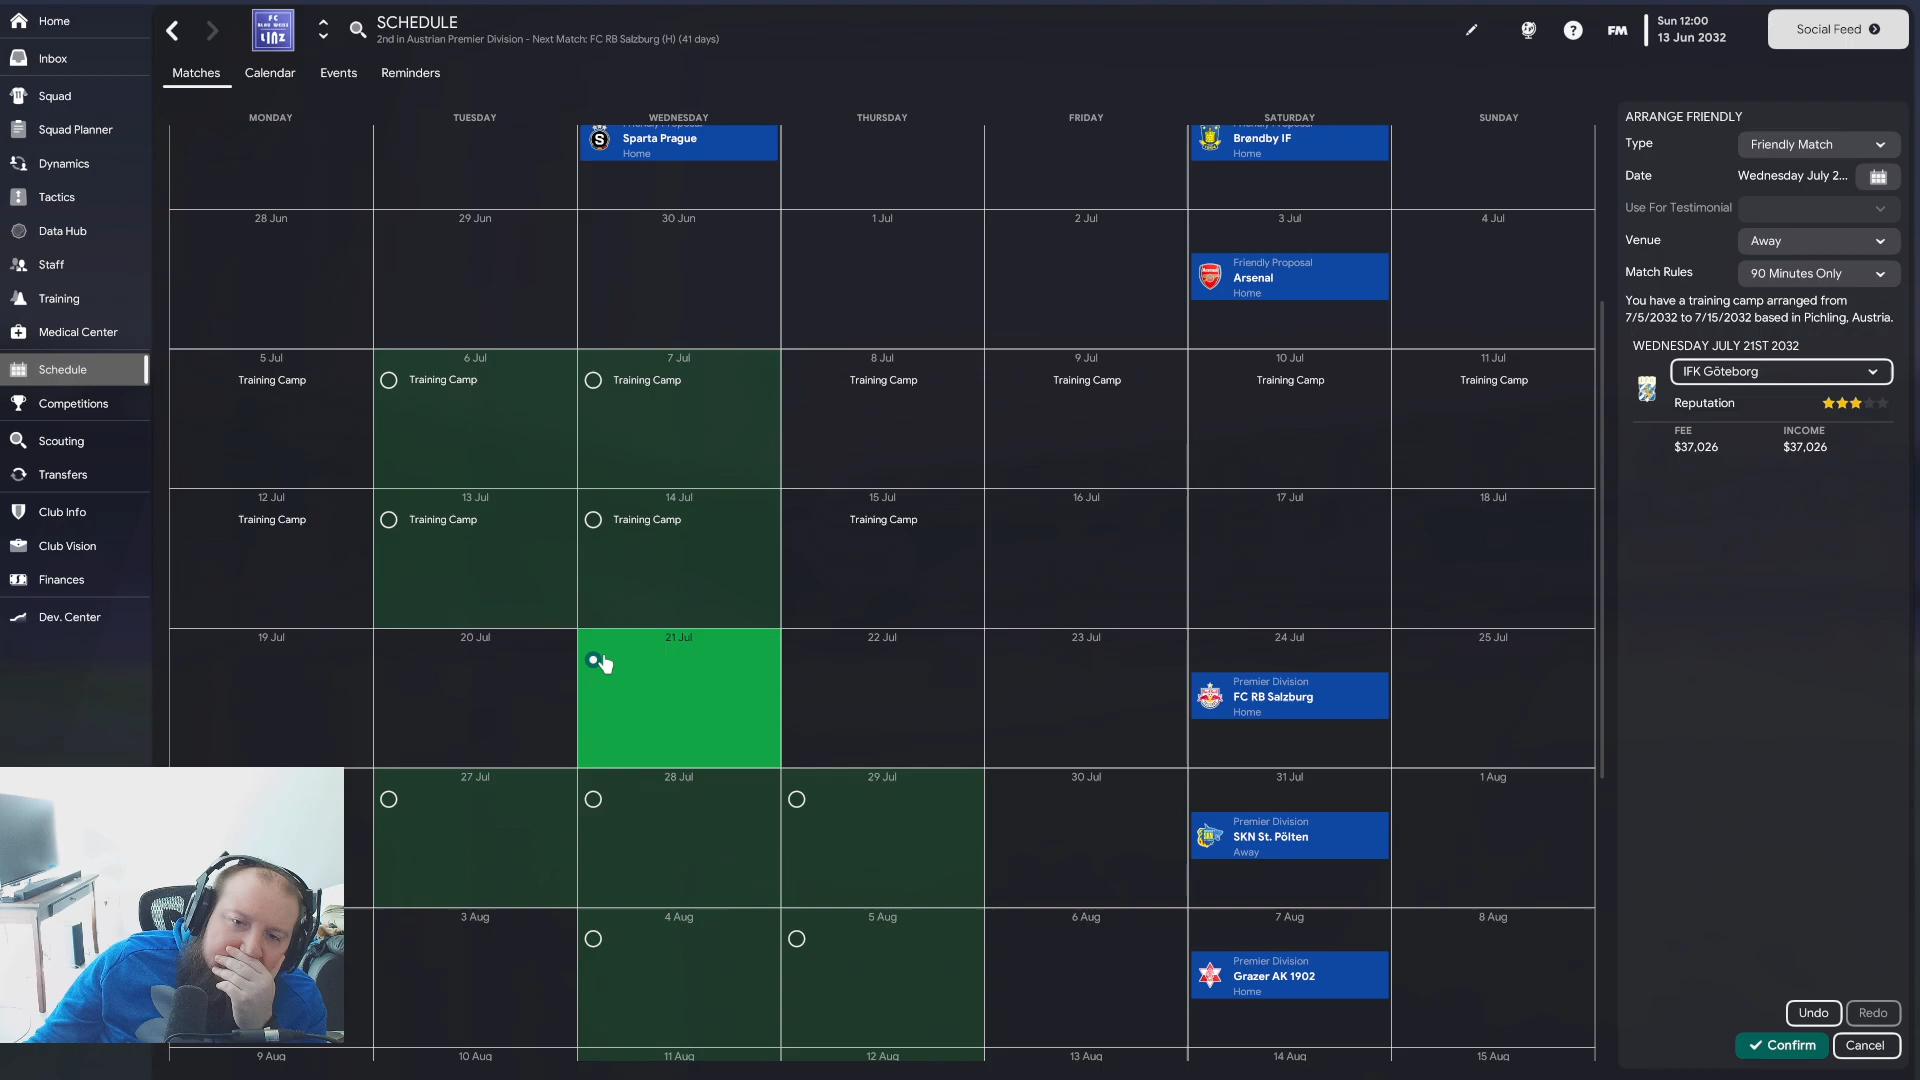 Home
Inbox
Squad
Squad Planner
Dynamics
Tactics
Data Hub
Staff
Training
Medical Center
Schedule
Competitions
Scouting
Transfers
Club Info
Club Vision
Finances
Dev. Center
FC
BLAU WEISS
LINZ
SCHEDULE
2nd in Austrian Premier Division - Next Match: FC RB Salzburg (H) (41 days)
FM
Sun 12:00
13 Jun 2032
Social Feed
Matches Calendar Events Reminders
MONDAY TUESDAY WEDNESDAY THURSDAY FRIDAY SATURDAY SUNDAY
Friendly Proposal Friendly Proposal
Sparta Prague Brøndby IF
Home Home
28 Jun 29 Jun 30 Jun 1 Jul 2 Jul 3 Jul 4 Jul
Friendly Proposal
Arsenal
Home
5 Jul 6 Jul 7 Jul 8 Jul 9 Jul 10 Jul 11 Jul
Training Camp Training Camp Training Camp Training Camp Training Camp Training Camp Training Camp
12 Jul 13 Jul 14 Jul 15 Jul 16 Jul 17 Jul 18 Jul
Training Camp Training Camp Training Camp Training Camp
19 Jul 20 Jul 21 Jul 22 Jul 23 Jul 24 Jul 25 Jul
Premier Division
FC RB Salzburg
Home
27 Jul 28 Jul 29 Jul 30 Jul 31 Jul 1 Aug
Premier Division
SKN St. Pölten
Away
3 Aug 4 Aug 5 Aug 6 Aug 7 Aug 8 Aug
Premier Division
Grazer AK 1902
Home
9 Aug 10 Aug 11 Aug 12 Aug 13 Aug 14 Aug 15 Aug
ARRANGE FRIENDLY
Type Friendly Match
Date Wednesday July 2...
Use For Testimonial
Venue Away
Match Rules 90 Minutes Only
You have a training camp arranged from
7/5/2032 to 7/15/2032 based in Pichling, Austria.
WEDNESDAY JULY 21ST 2032
IFK Göteborg
Reputation
FEE INCOME
$37,026 $37,026
Undo Redo
Confirm Cancel